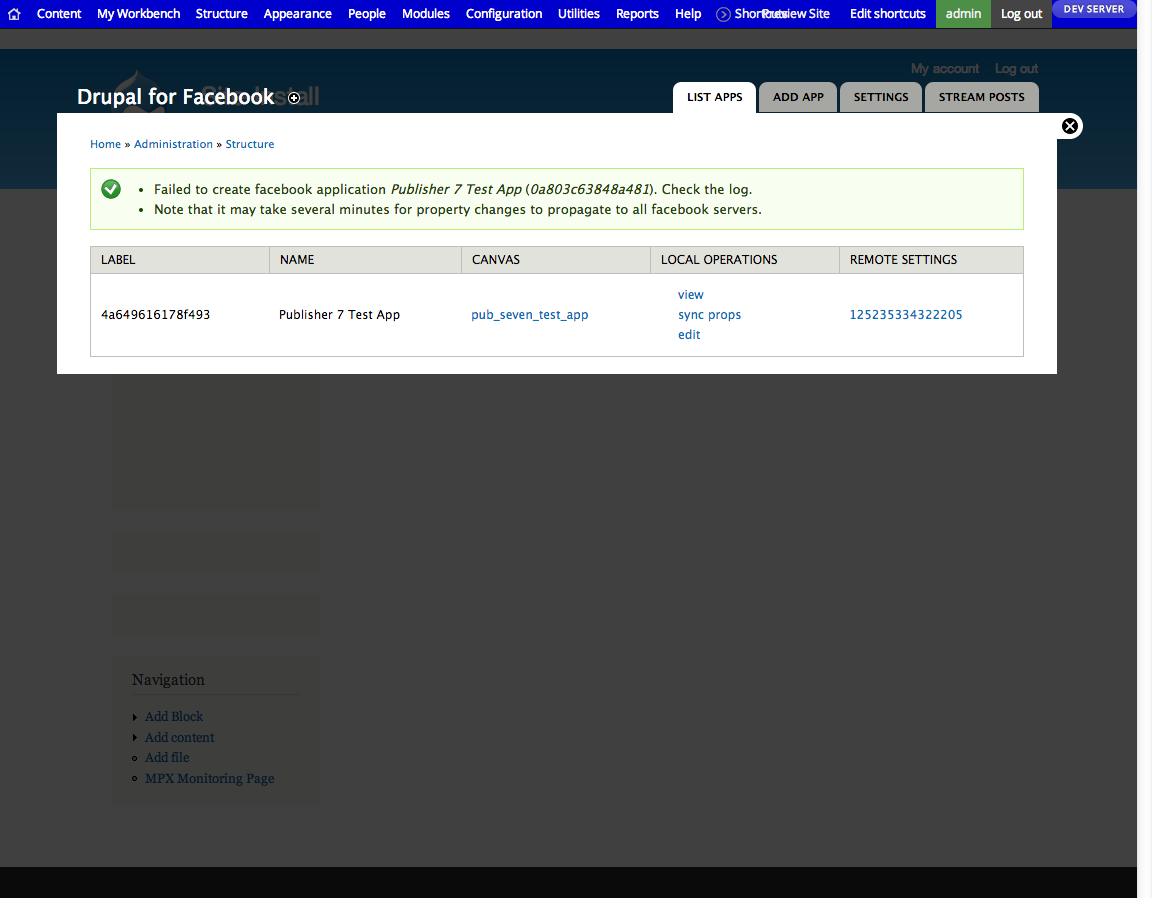 Content My Workbench Structure Appearance People Modules Configuration Utilities Reports Help Shortcuts Preview Site Edit shortcuts admin Log out DEV SERVER
My account Log out
Drupal for Facebook
Site-Install
LIST APPS ADD APP SETTINGS STREAM POSTS
Home » Administration » Structure
• Failed to create facebook application Publisher 7 Test App (0a803c63848a481). Check the log.
• Note that it may take several minutes for property changes to propagate to all facebook servers.
LABEL NAME CANVAS LOCAL OPERATIONS REMOTE SETTINGS
view
4a649616178f493 Publisher 7 Test App pub_seven_test_app sync props 125235334322205
edit
Navigation
Add Block
Add content
Add file
MPX Monitoring Page